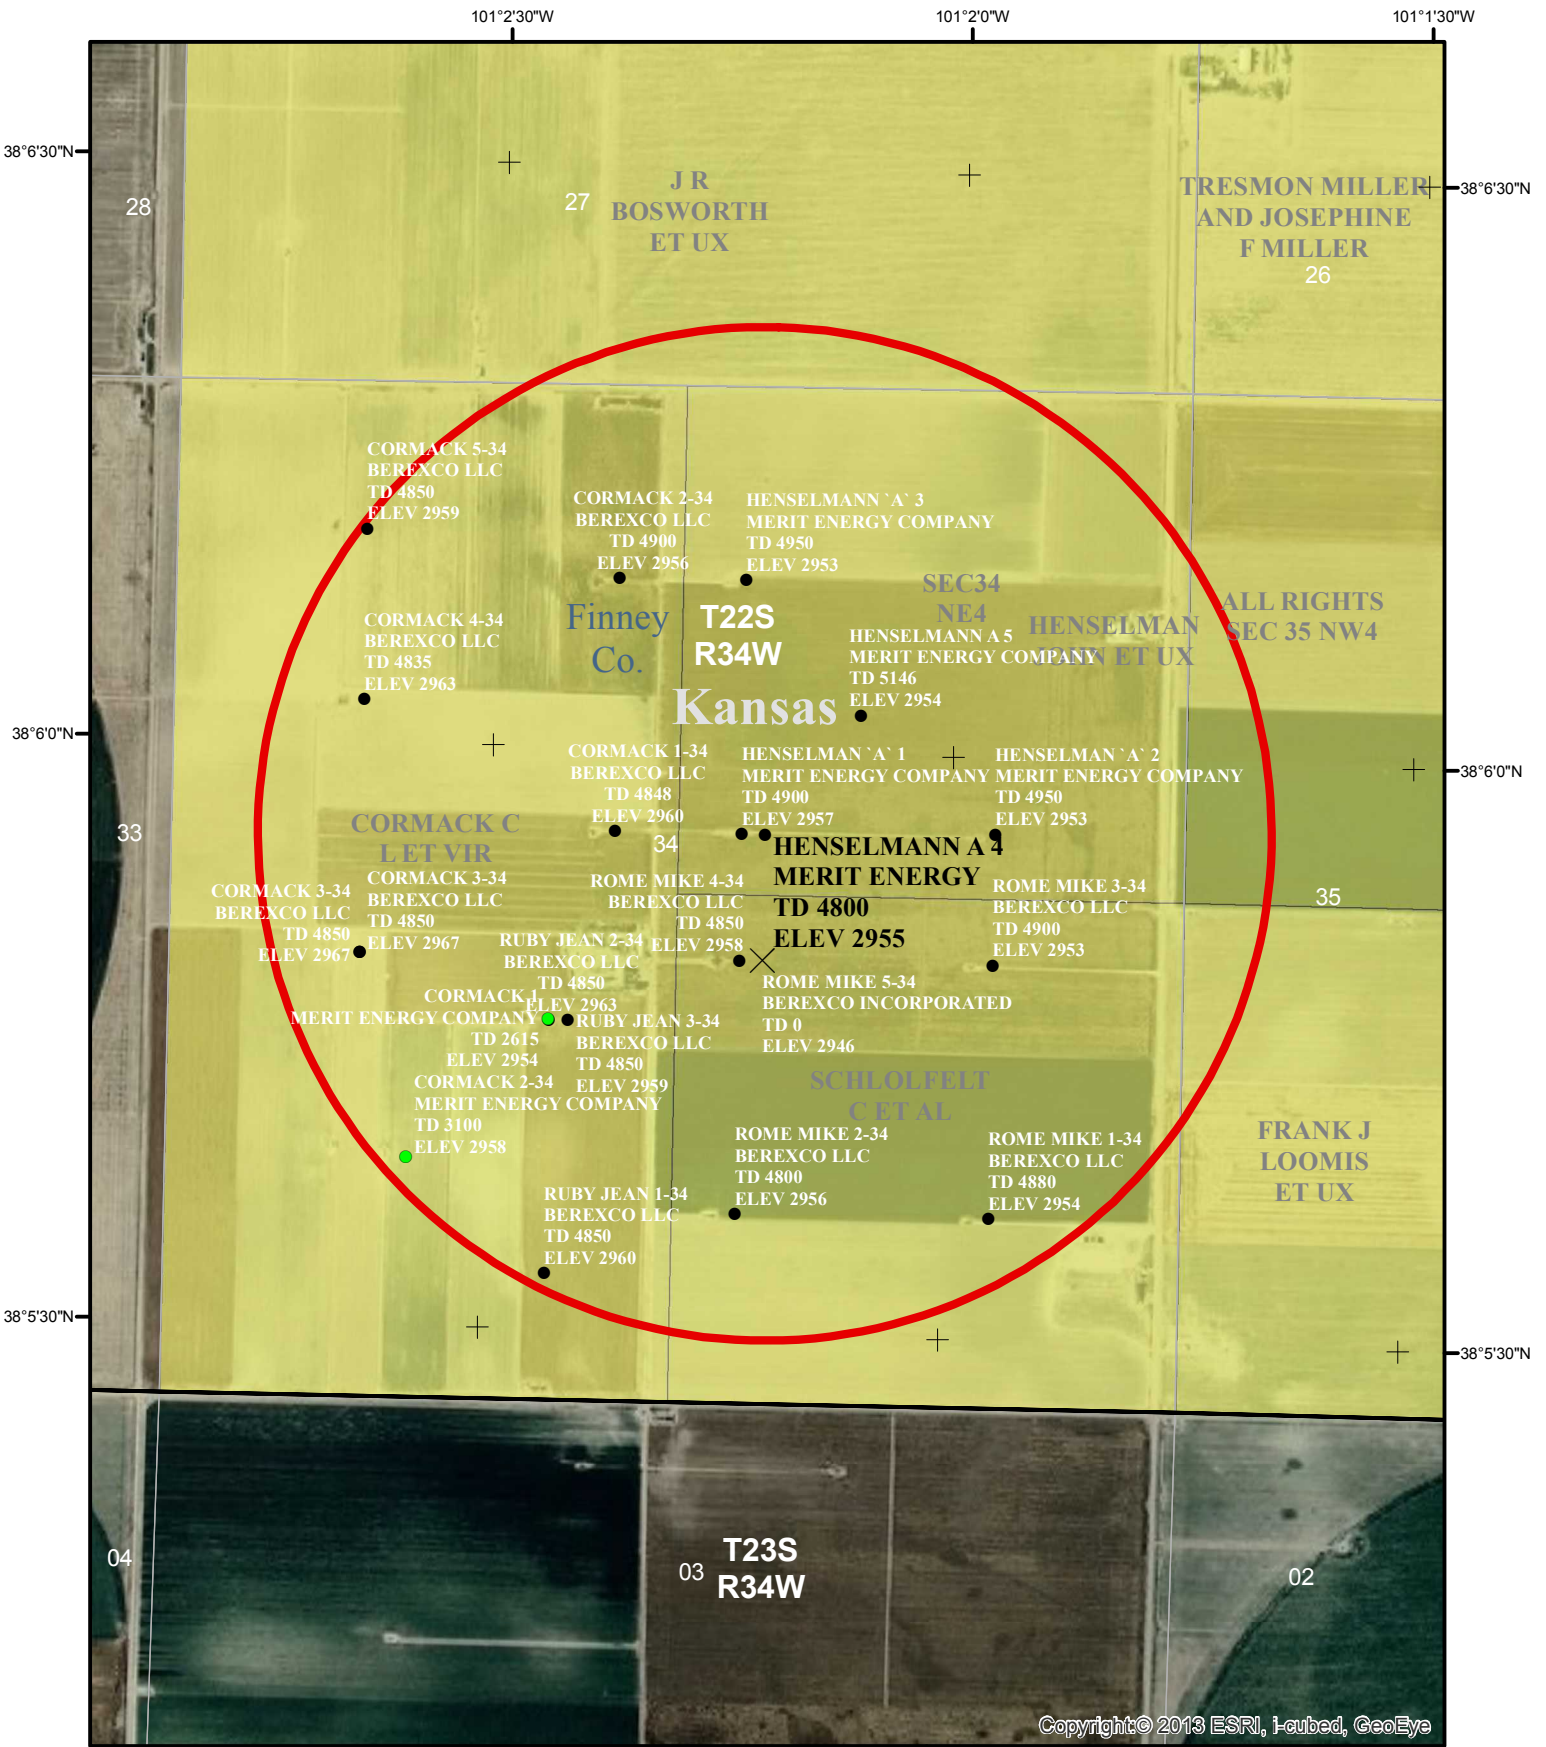 101°2'30"W
101°2'0"W
101°1'30"W
38°6'30"N
38°6'30"N
28
27
J R
BOSWORTH
ET UX
TRESMON MILLER
AND JOSEPHINE
F MILLER
26
CORMACK 5-34
BEREXCO LLC
TD 4850
ELEV 2959
CORMACK 2-34
BEREXCO LLC
TD 4900
ELEV 2956
HENSELMANN `A` 3
MERIT ENERGY COMPANY
TD 4950
ELEV 2953
SEC34
NE4
Finney
Co.
T22S
R34W
HENSELMAN
JOHN ET UX
ALL RIGHTS
SEC 35 NW4
CORMACK 4-34
BEREXCO LLC
TD 4835
ELEV 2963
HENSELMANN A 5
MERIT ENERGY COMPANY
TD 5146
ELEV 2954
Kansas
38°6'0"N
38°6'0"N
CORMACK 1-34
BEREXCO LLC
TD 4848
ELEV 2960
HENSELMAN `A` 1
MERIT ENERGY COMPANY
TD 4900
ELEV 2957
HENSELMAN `A` 2
MERIT ENERGY COMPANY
TD 4950
ELEV 2953
33
CORMACK C
L ET VIR
34
HENSELMANN A 4
MERIT ENERGY
TD 4800
ELEV 2955
35
CORMACK 3-34
BEREXCO LLC
TD 4850
ELEV 2967
CORMACK 3-34
BEREXCO LLC
TD 4850
ELEV 2967
ROME MIKE 4-34
BEREXCO LLC
TD 4850
ELEV 2958
ROME MIKE 3-34
BEREXCO LLC
TD 4900
ELEV 2953
RUBY JEAN 2-34
BEREXCO LLC
TD 4850
ELEV 2963
CORMACK 1
MERIT ENERGY COMPANY
TD 2615
ELEV 2954
RUBY JEAN 3-34
BEREXCO LLC
TD 4850
ELEV 2959
ROME MIKE 5-34
BEREXCO INCORPORATED
TD 0
ELEV 2946
CORMACK 2-34
MERIT ENERGY COMPANY
TD 3100
ELEV 2958
SCHLOLFELT
C ET AL
ROME MIKE 2-34
BEREXCO LLC
TD 4800
ELEV 2956
ROME MIKE 1-34
BEREXCO LLC
TD 4880
ELEV 2954
FRANK J
LOOMIS
ET UX
RUBY JEAN 1-34
BEREXCO LLC
TD 4850
ELEV 2960
38°5'30"N
38°5'30"N
04
03
T23S
R34W
02
Copyright:© 2013 ESRI, i-cubed, GeoEye